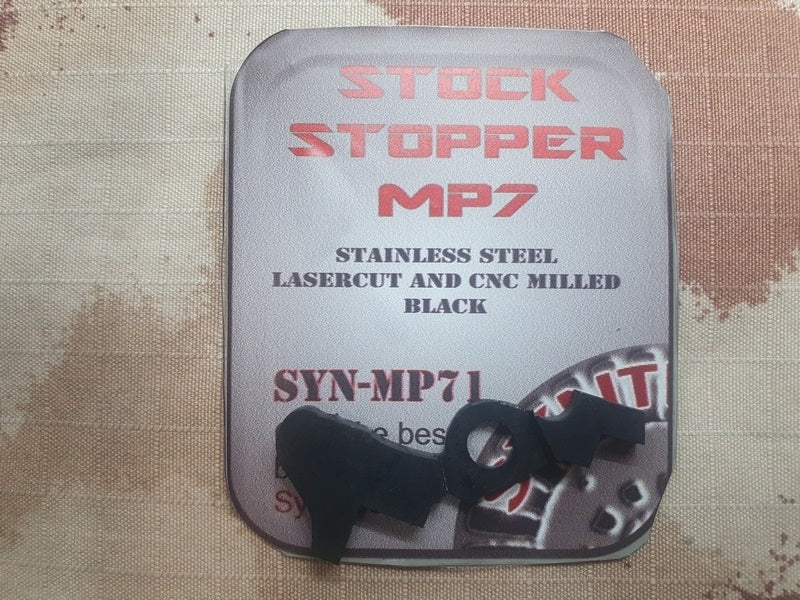 STOCK
STOPPER
MP7
STAINLESS STEEL
LASERCUT AND CNC MILLED
BLACK
SYN-MP71